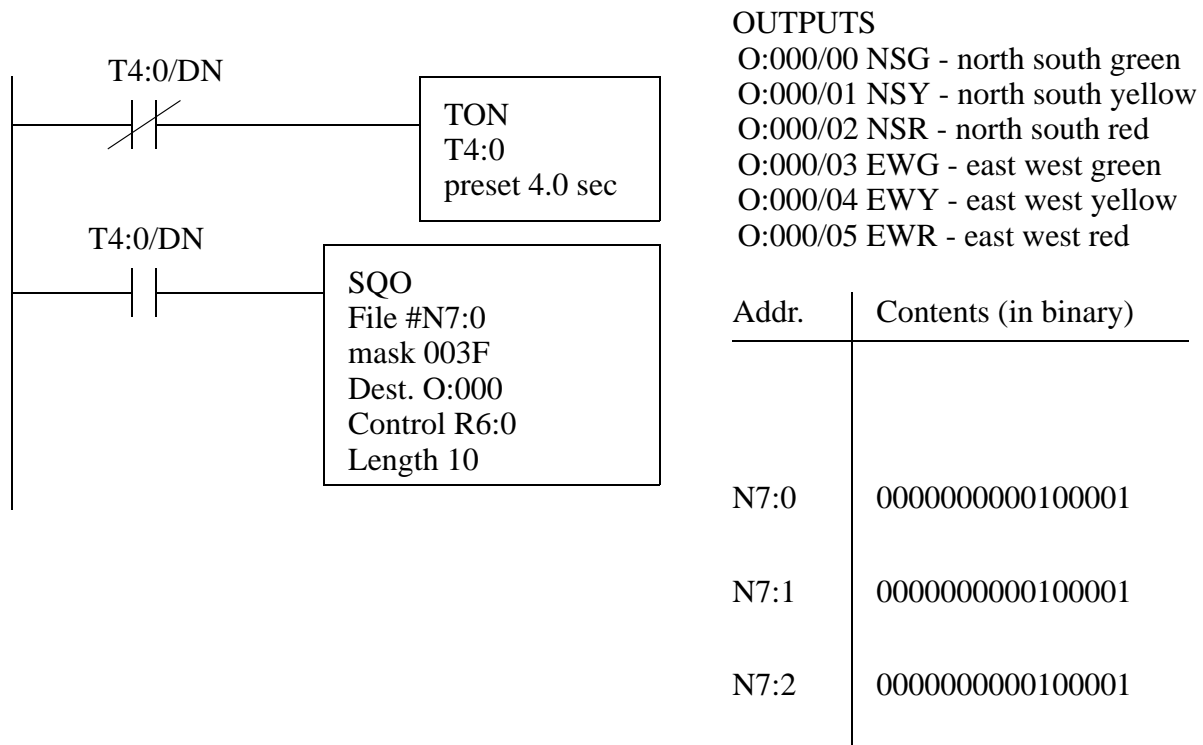 T4:0/DN
TON
T4:0
preset 4.0 sec
T4:0/DN
SQO
File #N7:0
mask 003F
Dest. O:000
Control R6:0
Length 10
OUTPUTS
O:000/00 NSG - north south green
O:000/01 NSY - north south yellow
O:000/02 NSR - north south red
O:000/03 EWG - east west green
O:000/04 EWY - east west yellow
O:000/05 EWR - east west red
Addr. Contents (in binary)
N7:0 0000000000100001
N7:1 0000000000100001
N7:2 0000000000100001